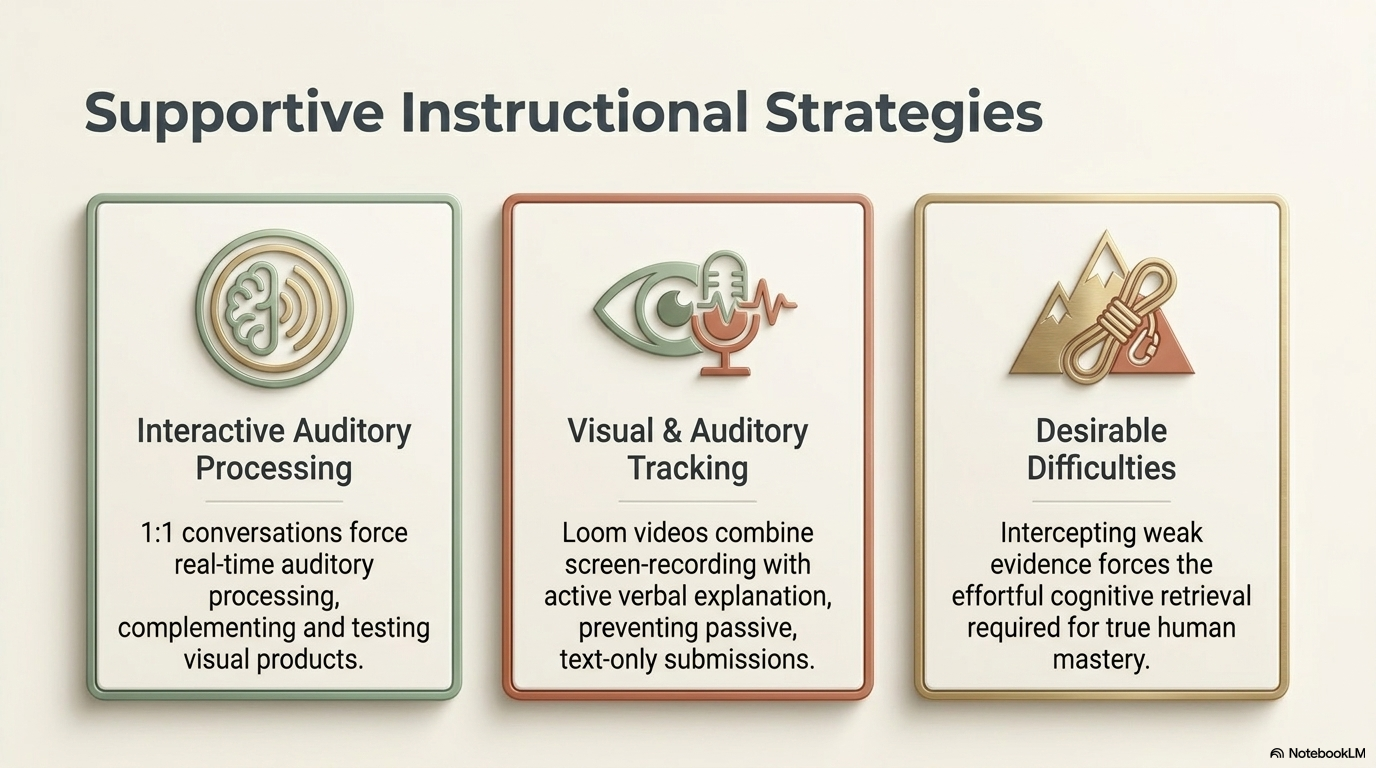 Supportive Instructional Strategies
Interactive Auditory
Processing
1:1 conversations force
real-time auditory
processing,
complementing and testing
visual products.
Visual & Auditory
Tracking
Loom videos combine
screen-recording with
active verbal explanation,
preventing passive,
text-only submissions.
Desirable
Difficulties
Intercepting weak
evidence forces the
effortful cognitive retrieval
required for true human
mastery.
NotebookLM